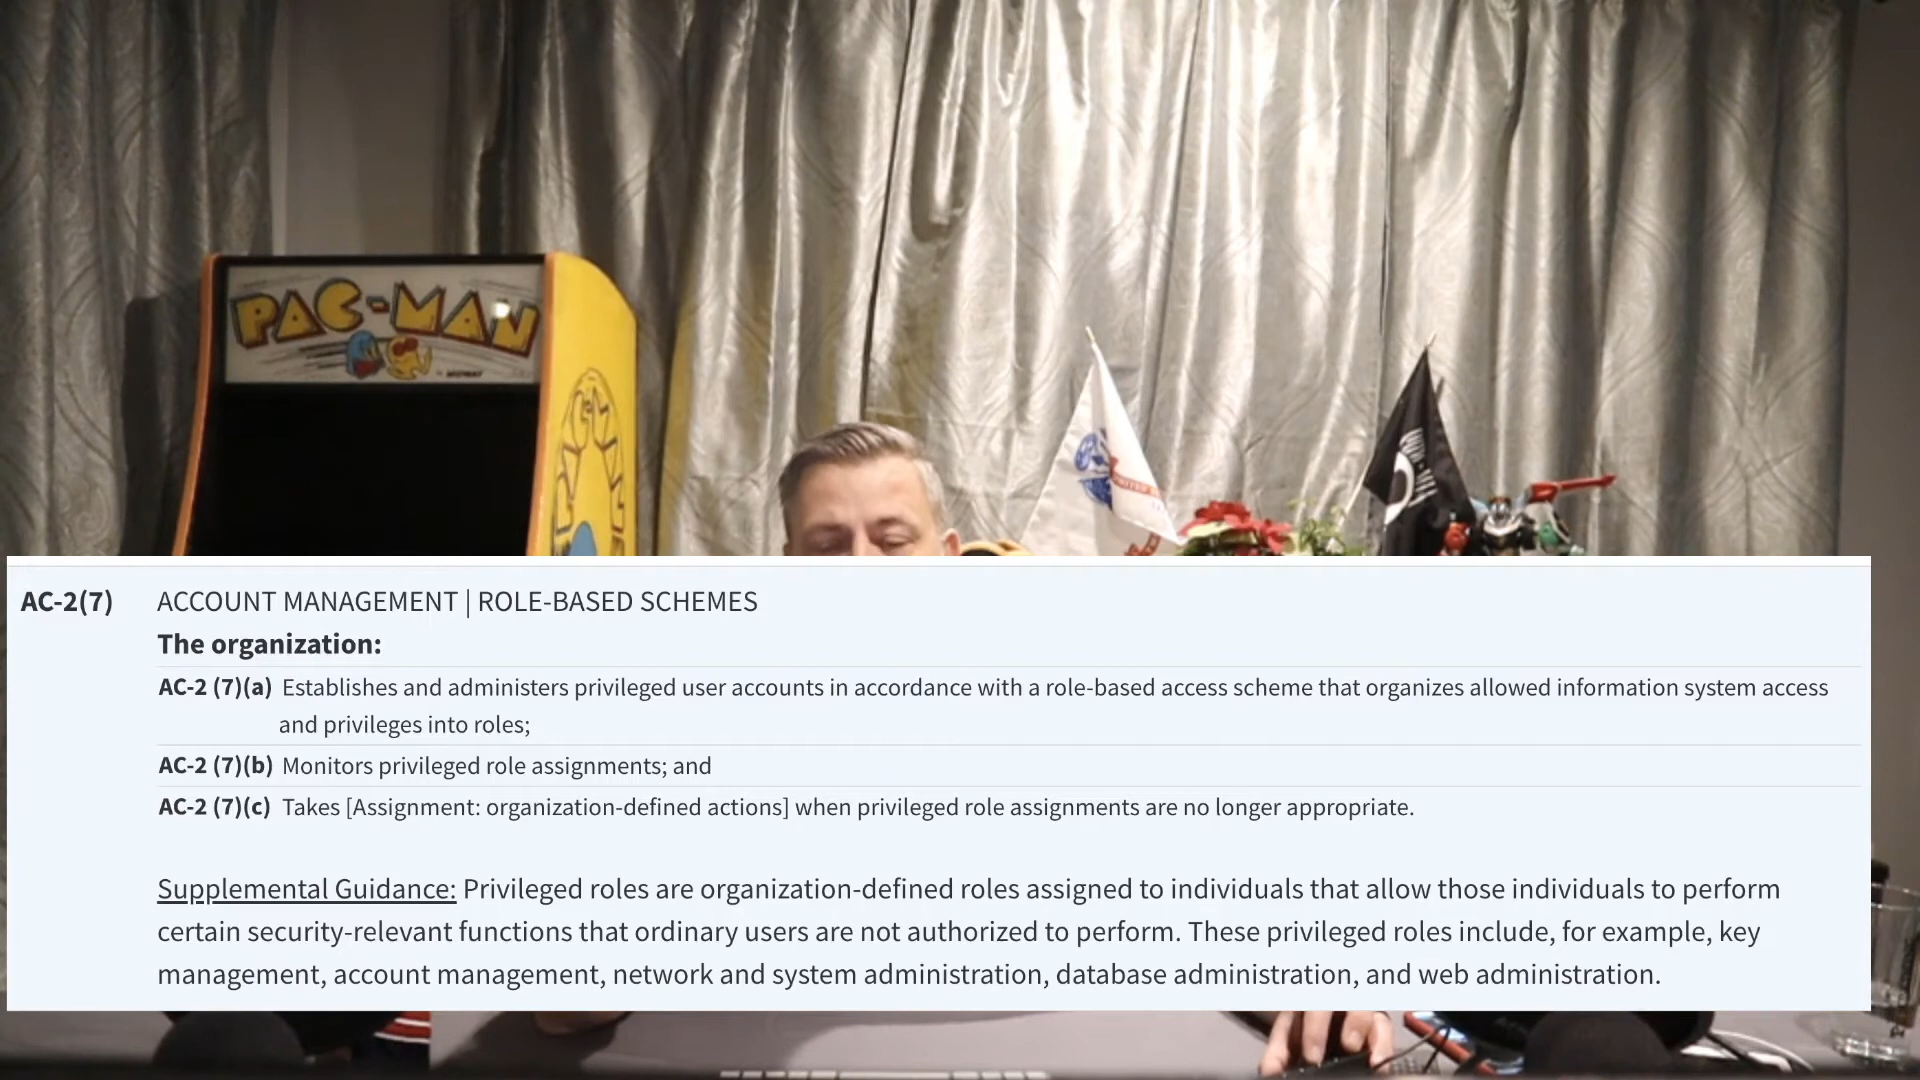 PAC-MAN
AC-2(7) ACCOUNT MANAGEMENT | ROLE-BASED SCHEMES
The organization:
AC-2 (7)(a) Establishes and administers privileged user accounts in accordance with a role-based access scheme that organizes allowed information system access
and privileges into roles;
AC-2 (7)(b) Monitors privileged role assignments; and
AC-2 (7)(c) Takes [Assignment: organization-defined actions] when privileged role assignments are no longer appropriate.
Supplemental Guidance: Privileged roles are organization-defined roles assigned to individuals that allow those individuals to perform
certain security-relevant functions that ordinary users are not authorized to perform. These privileged roles include, for example, key
management, account management, network and system administration, database administration, and web administration.